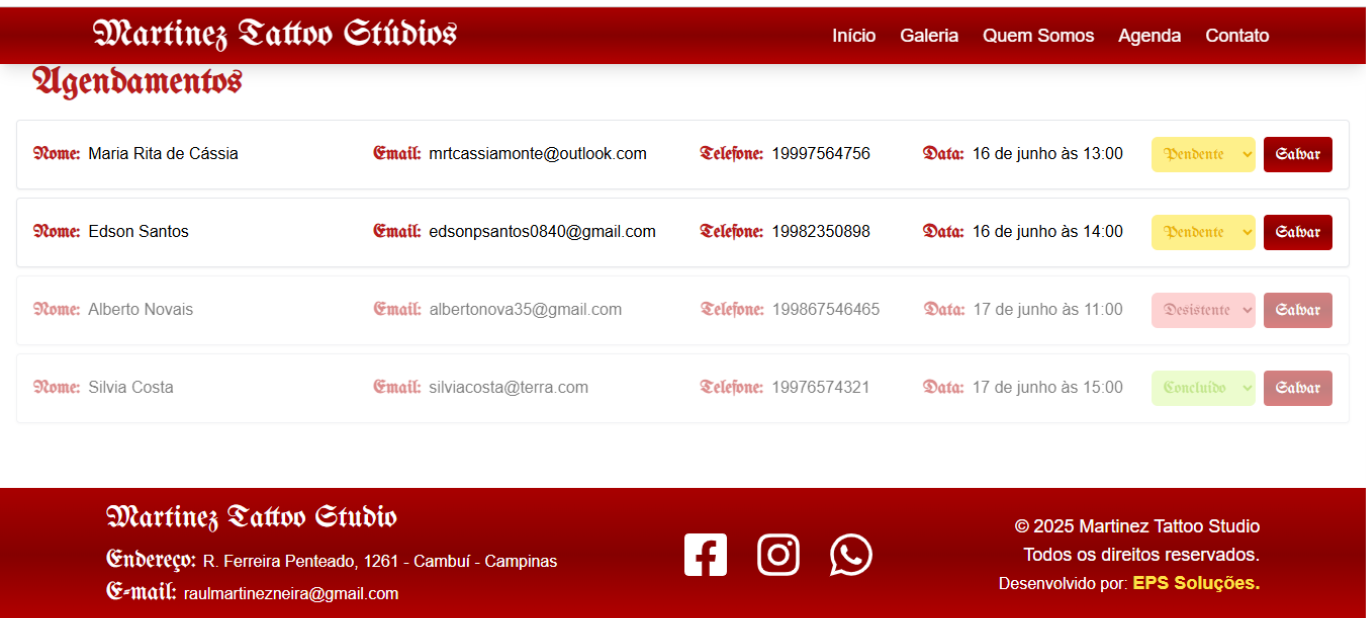 Martinez Tattoo Stúdios Início Galeria Quem Somos Agenda Contato
Agendamentos
Nome: Maria Rita de Cássia Email: mrtcassiamonte@outlook.com Telefone: 19997564756 Data: 16 de junho às 13:00 Pendente Salvar
Nome: Edson Santos Email: edsonpsantos0840@gmail.com Telefone: 19982350898 Data: 16 de junho às 14:00 Pendente Salvar
Nome: Alberto Novais Email: albertonova35@gmail.com Telefone: 199867546465 Data: 17 de junho às 11:00 Desistente Salvar
Nome: Silvia Costa Email: silviacosta@terra.com Telefone: 19976574321 Data: 17 de junho às 15:00 Concluído Salvar
Martinez Tattoo Studio
Endereço: R. Ferreira Penteado, 1261 - Cambuí - Campinas
E-mail: raulmartinezneira@gmail.com
© 2025 Martinez Tattoo Studio
Todos os direitos reservados.
Desenvolvido por: EPS Soluções.